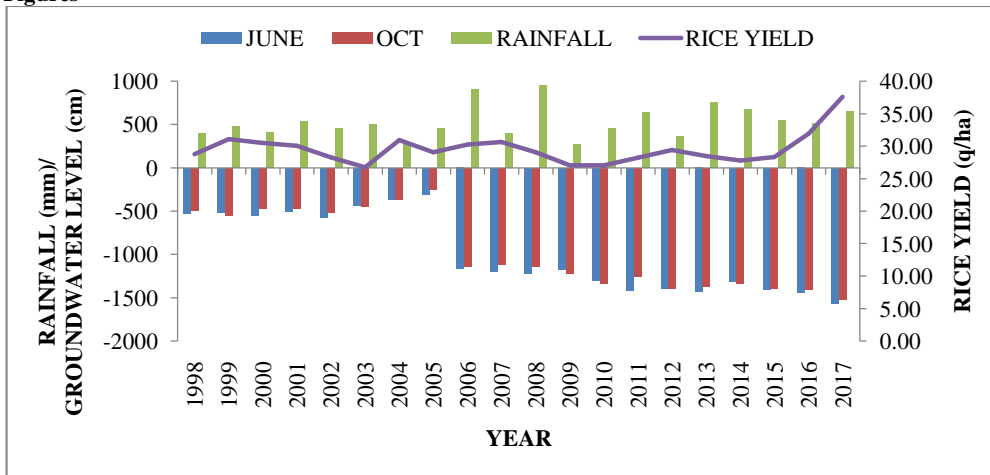 Figures
JUNE OCT RAINFALL RICE YIELD
RAINFALL (mm)/
GROUNDWATER LEVEL (cm)
1000
500
0
-500
-1000
-1500
-2000
40.00
35.00
30.00
25.00
20.00
15.00
10.00
5.00
0.00
RICE YIELD (q/ha)
1998 1999 2000 2001 2002 2003 2004 2005 2006 2007 2008 2009 2010 2011 2012 2013 2014 2015 2016 2017
YEAR